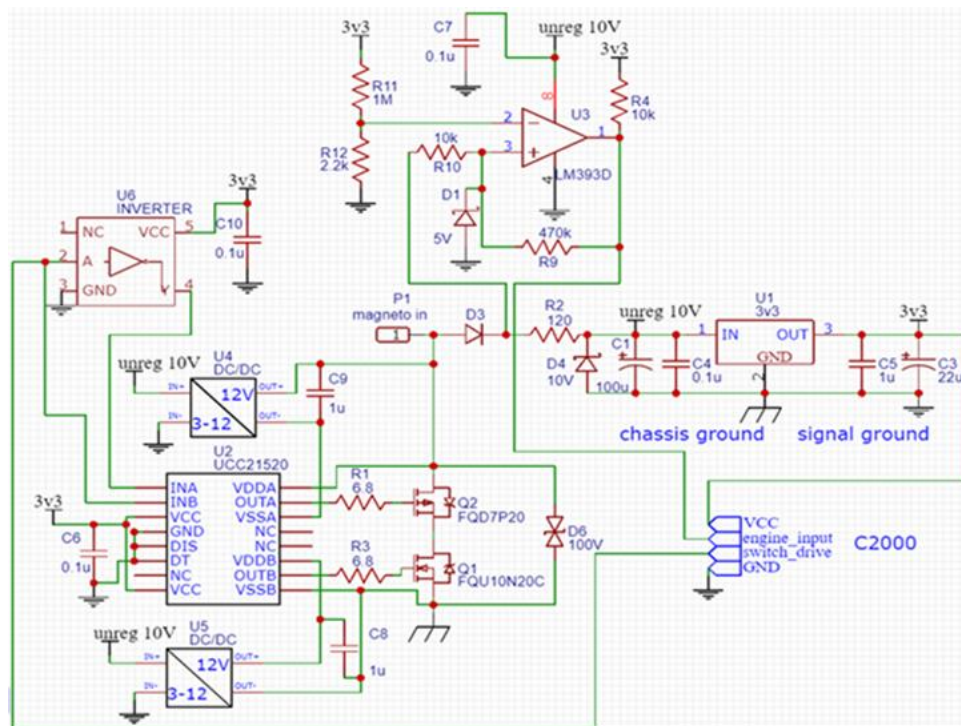 3v3
C7
0.1u
unreg 10V
3v3
R11
1M
R4
10k
8
U3
2
1
R12
2.2k
10k
R10
3
LM393D
4
3v3
U6
INVERTER
D1
5V
470k
R9
1 NC VCC 5
C10
0.1u
2 A
3 GND Y 4
P1
magneto in
1
D3
R2
120
unreg 10V
U1
3v3
3v3
1 IN OUT 3
GND
2
C1
100u
C4
0.1u
D4
10V
C5
1u
C3
22u
unreg 10V
U4
DC/DC
IN+ OUT+
12V
3-12
IN- OUT-
C9
1u
chassis ground
signal ground
U2
UCC21520
INA VDDA
INB OUTA
VCC VSSA
GND NC
DIS NC
DT VDDB
NC OUTB
VCC VSSB
R1
6.8
Q2
FQD7P20
3v3
C6
0.1u
R3
6.8
Q1
FQU10N20C
D6
100V
VCC
engine_input
switch_drive
GND
C2000
unreg 10V
U5
DC/DC
IN+ OUT+
12V
3-12
IN- OUT-
C8
1u